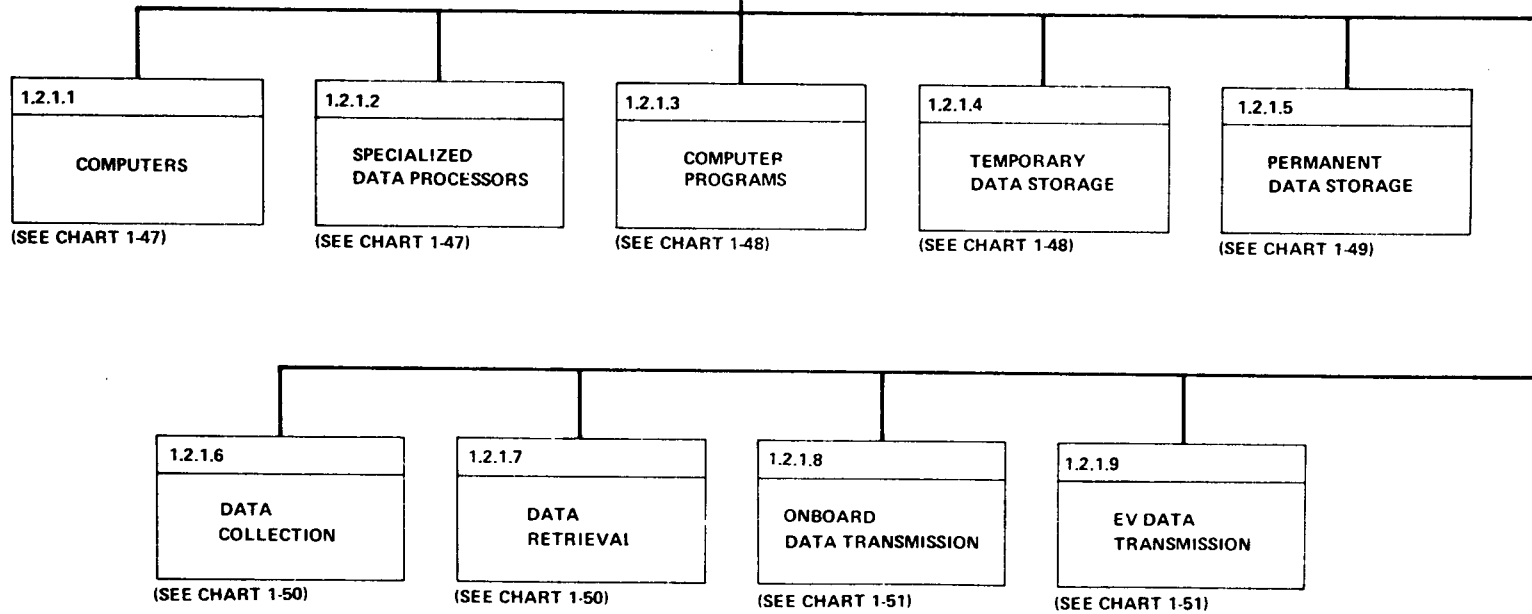 1.2.1.1
COMPUTERS
(SEE CHART 1-47)
1.2.1.2
SPECIALIZED
DATA PROCESSORS
(SEE CHART 1-47)
1.2.1.3
COMPUTER
PROGRAMS
(SEE CHART 1-48)
1.2.1.4
TEMPORARY
DATA STORAGE
(SEE CHART 1-48)
1.2.1.5
PERMANENT
DATA STORAGE
(SEE CHART 1-49)
1.2.1.6
DATA
COLLECTION
(SEE CHART 1-50)
1.2.1.7
DATA
RETRIEVAL
(SEE CHART 1-50)
1.2.1.8
ONBOARD
DATA TRANSMISSION
(SEE CHART 1-51)
1.2.1.9
EV DATA
TRANSMISSION
(SEE CHART 1-51)